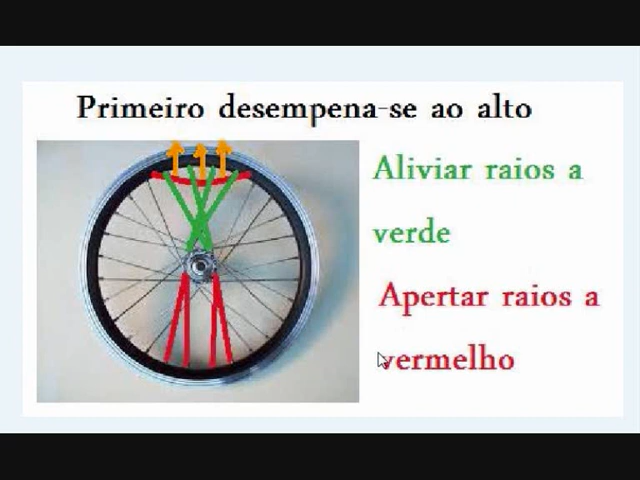 Primeiro desempena-se ao alto
Aliviar raios a
verde
Apertar raios a
vermelho